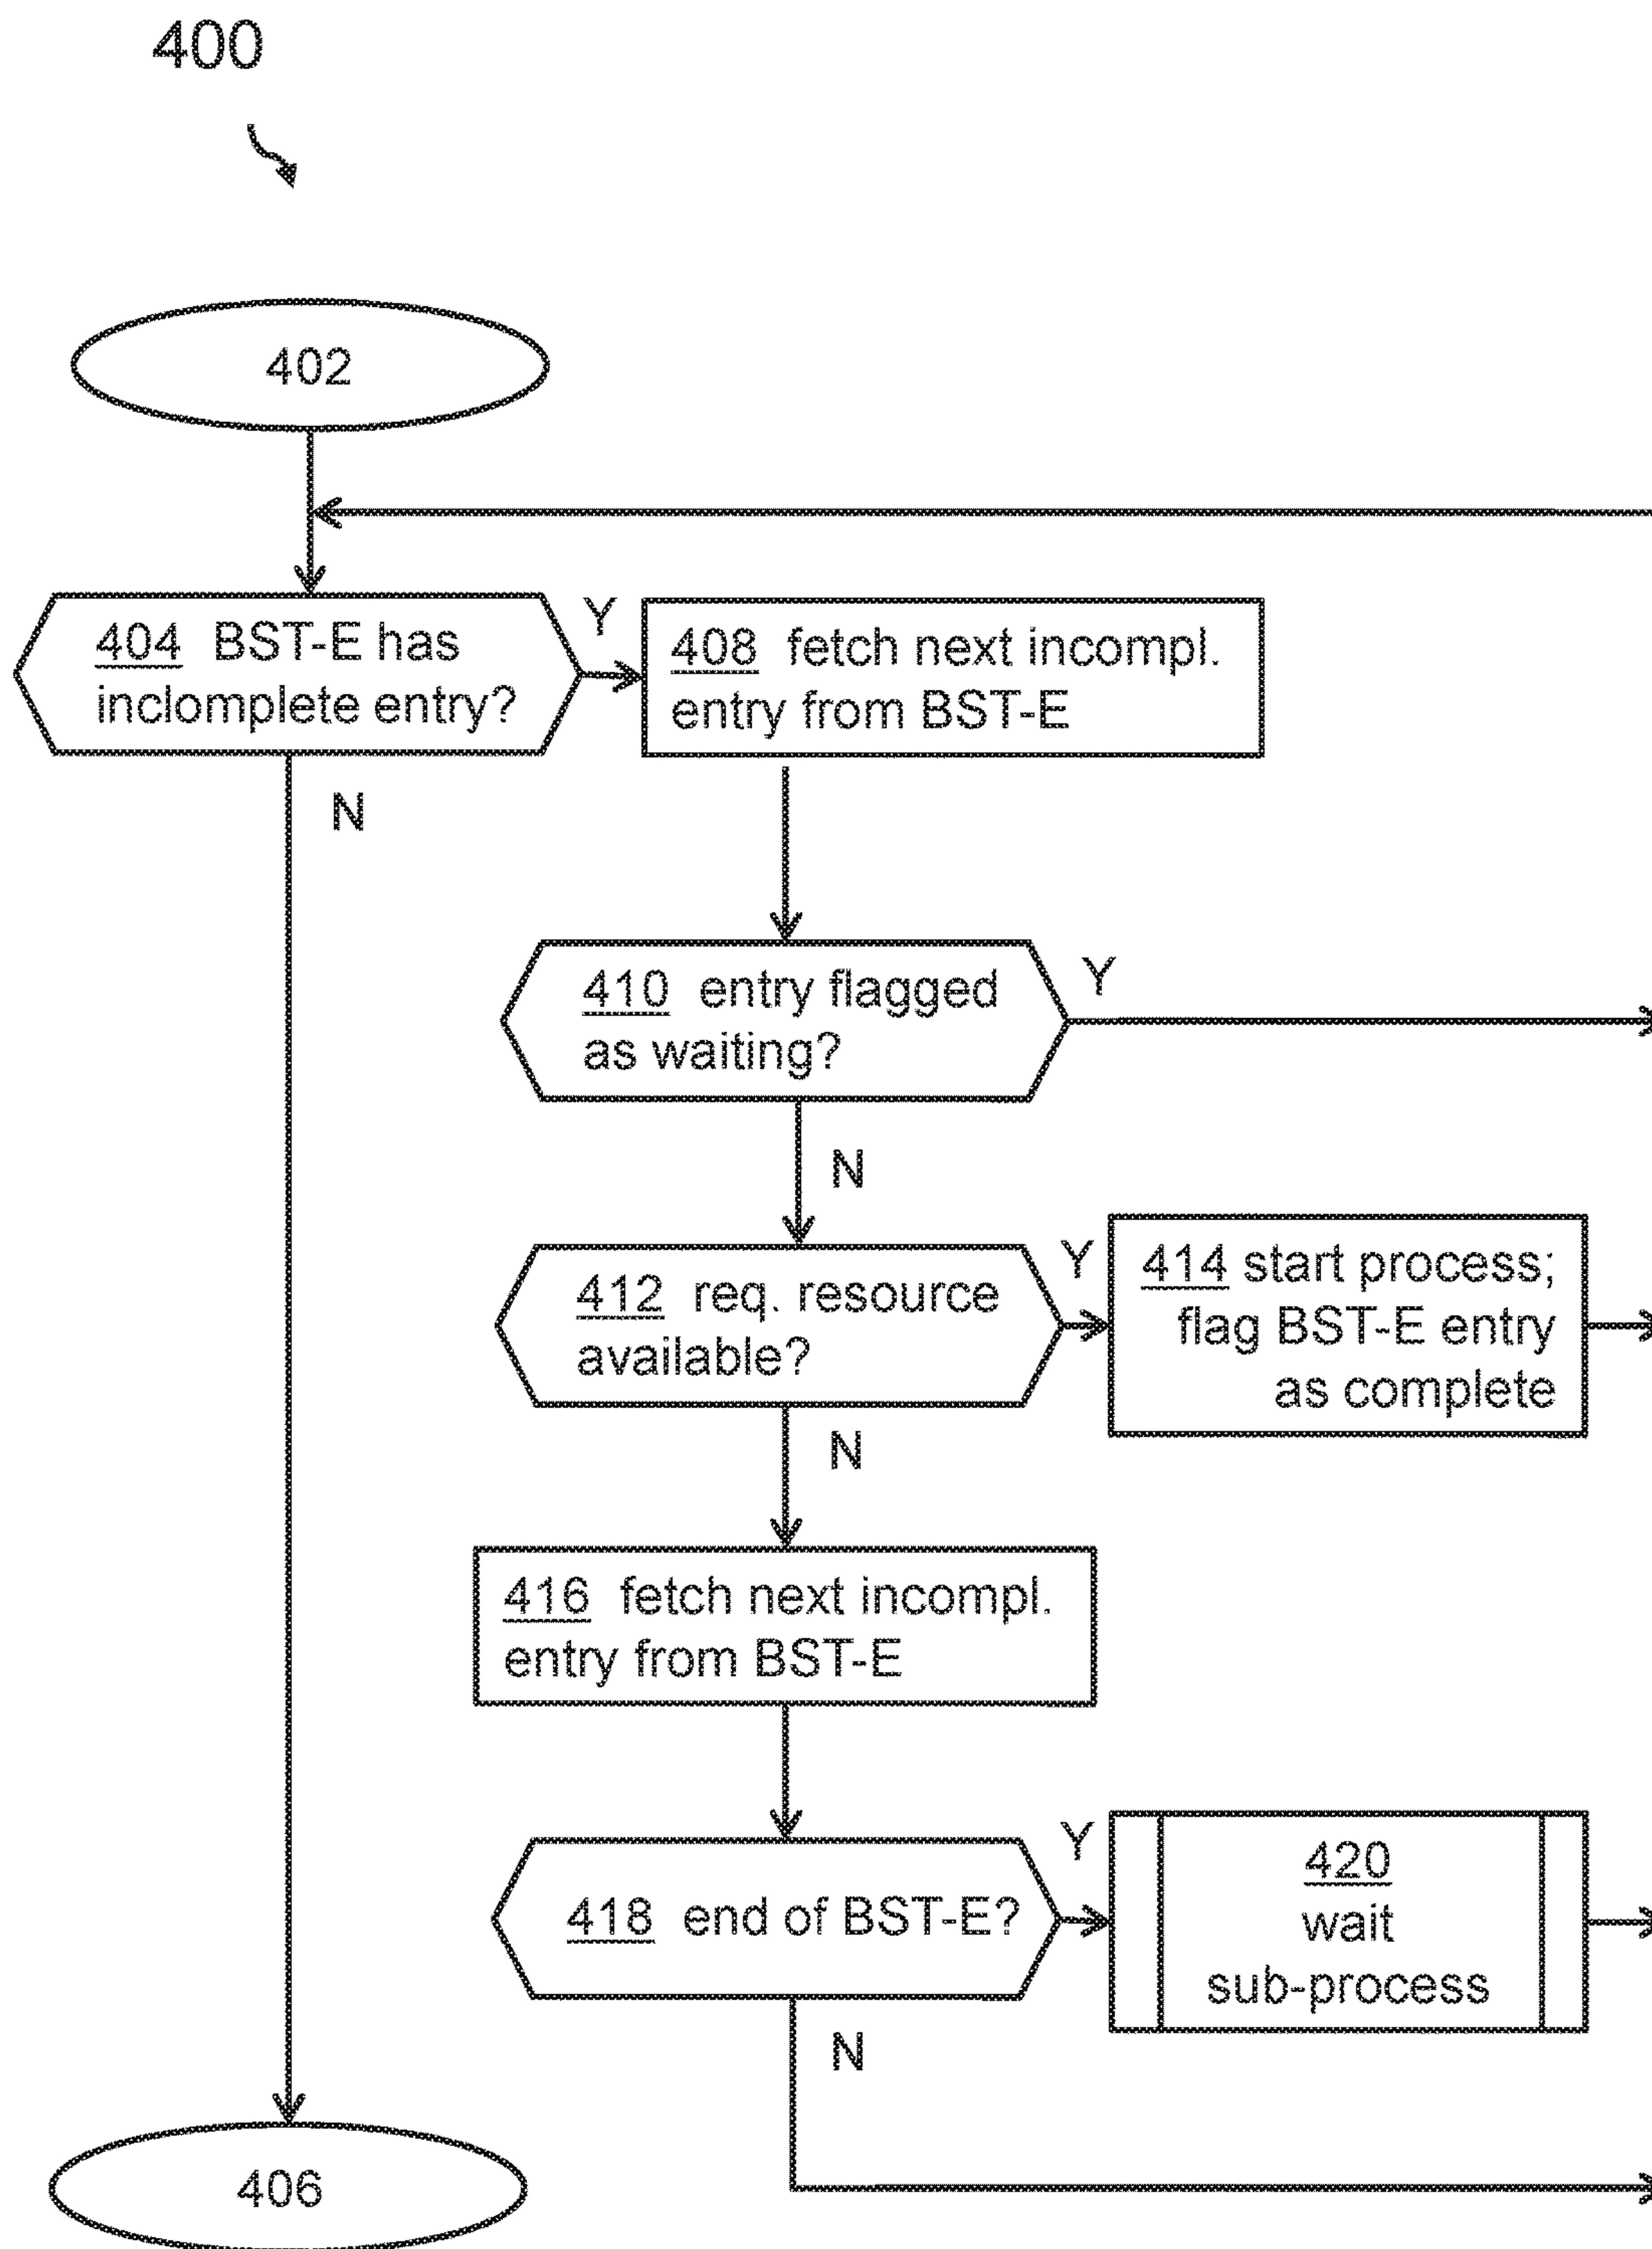 400
402
404 BST-E has
inclomplete entry?
Y
408 fetch next incompl.
entry from BST-E
N
410 entry flagged
as waiting?
Y
N
412 req. resource
available?
Y
414 start process;
flag BST-E entry
as complete
N
416 fetch next incompl.
entry from BST-E
418 end of BST-E?
Y
420
wait
sub-process
N
406